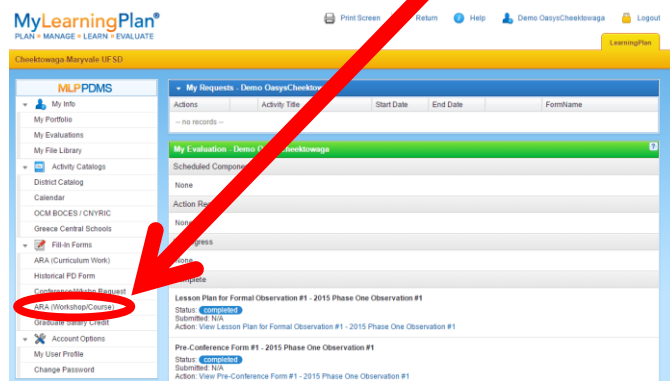 MyLearningPlan®
PLAN » MANAGE » LEARN » EVALUATE
Print Screen Return Help Demo OasysCheektowaga Logout
LearningPlan
Cheektowaga-Maryvale UFSD
MLP PDMS
My Info
My Portfolio
My Evaluations
My File Library
Activity Catalogs
District Catalog
Calendar
OCM BOCES / CNYRIC
Greece Central Schools
Fill-In Forms
ARA (Curriculum Work)
Historical PD Form
Conference/Wkshp Request
ARA (Workshop/Course)
Graduate Salary Credit
Account Options
My User Profile
Change Password
My Requests - Demo OasysCheektowa
Actions Activity Title Start Date End Date FormName
-- no records --
My Evaluation - Demo Cheektowaga
Scheduled
None
Action
None
None
Lesson Plan for Formal Observation #1 - 2015 Phase One Observation #1
Status: completed
Submitted: N/A
Action: View Lesson Plan for Formal Observation #1 - 2015 Phase One Observation #1
Pre-Conference Form #1 - 2015 Phase One Observation #1
Status: completed
Submitted: N/A
Action: View Pre-Conference Form #1 - 2015 Phase One Observation #1